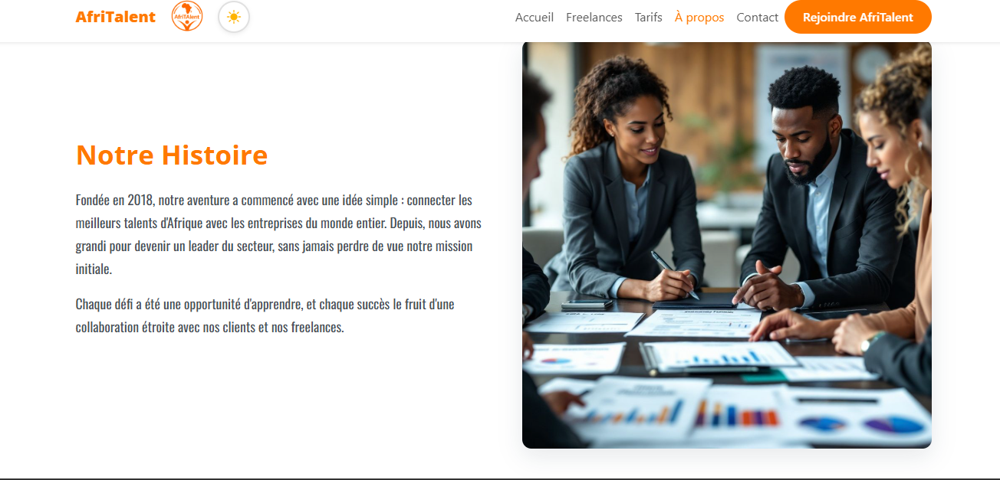 AfriTalent
AfriTalent
Accueil Freelances Tarifs À propos Contact Rejoindre AfriTalent
Notre Histoire
Fondée en 2018, notre aventure a commencé avec une idée simple : connecter les
meilleurs talents d'Afrique avec les entreprises du monde entier. Depuis, nous avons
grandi pour devenir un leader du secteur, sans jamais perdre de vue notre mission
initiale.
Chaque défi a été une opportunité d'apprendre, et chaque succès le fruit d'une
collaboration étroite avec nos clients et nos freelances.